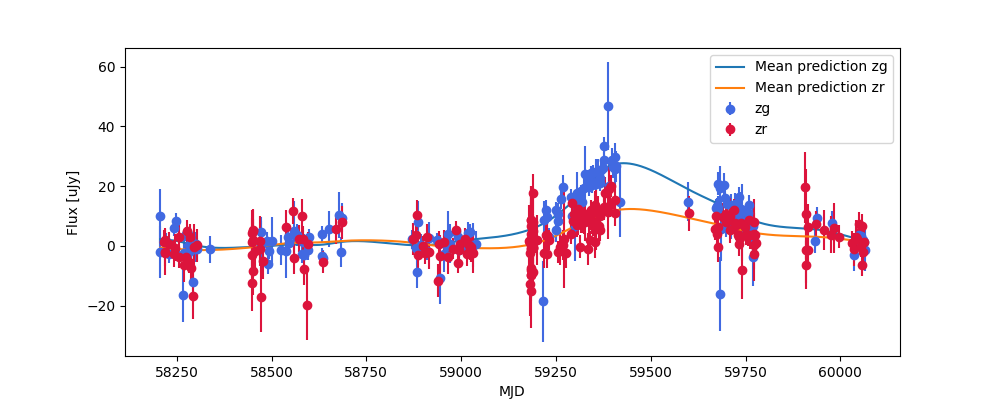 Mean prediction zg
Mean prediction zr
zg
zr
Flux [uJy]
60
40
20
0
−20
58250 58500 58750 59000 59250 59500 59750 60000
MJD